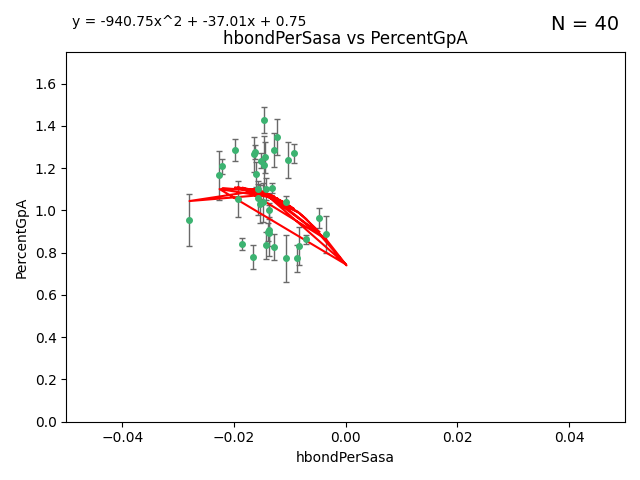 y = -940.75x^2 + -37.01x + 0.75
N = 40
hbondPerSasa vs PercentGpA
1.6
1.4
1.2
1.0
0.8
0.6
0.4
0.2
0.0
PercentGpA
−0.04 −0.02 0.00 0.02 0.04
hbondPerSasa